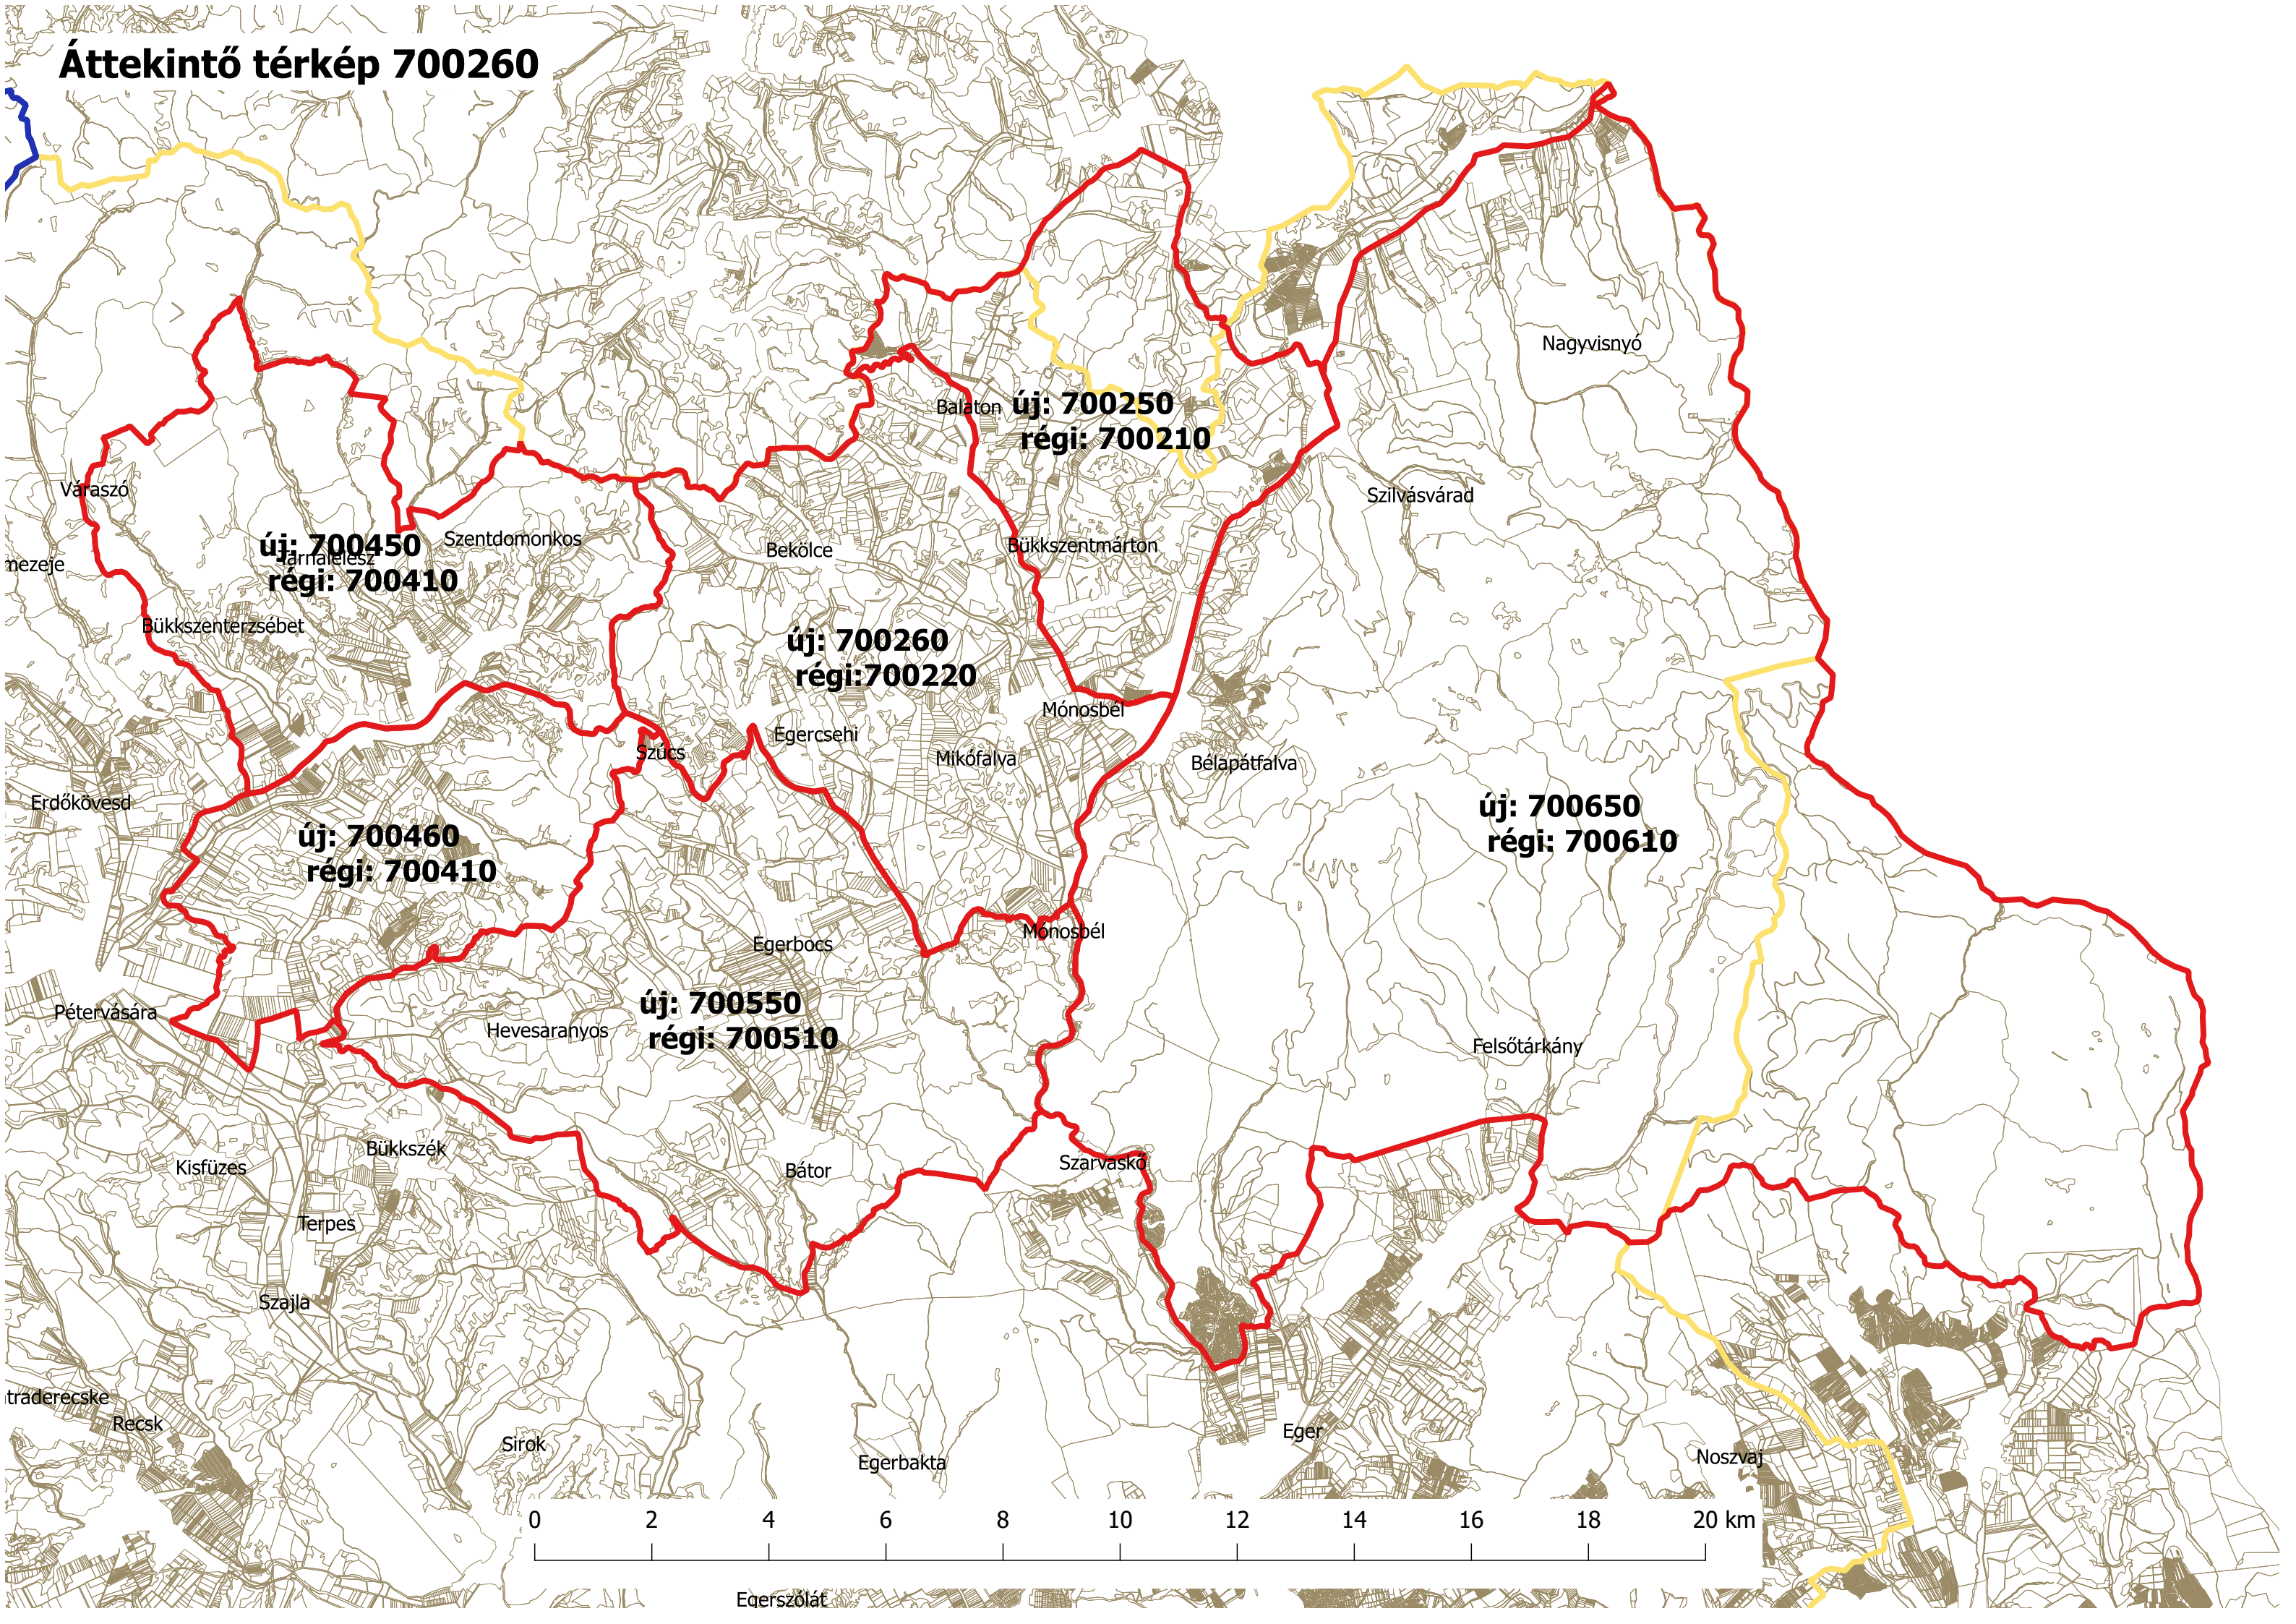 Áttekintő térkép 700260
Nagyvisnyó
Balaton
új: 700250
régi: 700210
Váraszó
Szilvásvárad
Szentdomonkos
új: 700450
Tarnalelesz
régi: 700410
Bekölce
Bükkszentmárton
mezeje
Bükkszenterzsébet
új: 700260
régi:700220
Mónosbél
Szúcs
Egercsehi
Mikófalva
Bélapátfalva
Erdőkövesd
új: 700650
régi: 700610
új: 700460
régi: 700410
Mónosbél
Egerbocs
Pétervására
új: 700550
régi: 700510
Hevesaranyos
Felsőtárkány
Bükkszék
Kisfüzes
Bátor
Szarvaskő
Terpes
Szajla
traderecske
Recsk
Sirok
Egerbakta
Eger
Noszvaj
0 2 4 6 8 10 12 14 16 18 20 km
Egerszólát